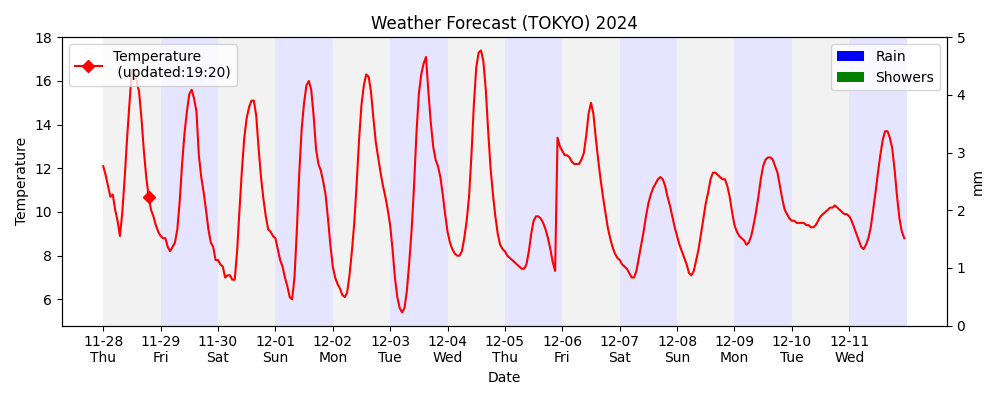 Weather Forecast (TOKYO) 2024
Temperature
(updated:19:20)
Rain
Showers
Temperature
18
16
14
12
10
8
6
5
4
3
2
1
0
mm
11-28 11-29 11-30 12-01 12-02 12-03 12-04 12-05 12-06 12-07 12-08 12-09 12-10 12-11
Thu Fri Sat Sun Mon Tue Wed Thu Fri Sat Sun Mon Tue Wed
Date